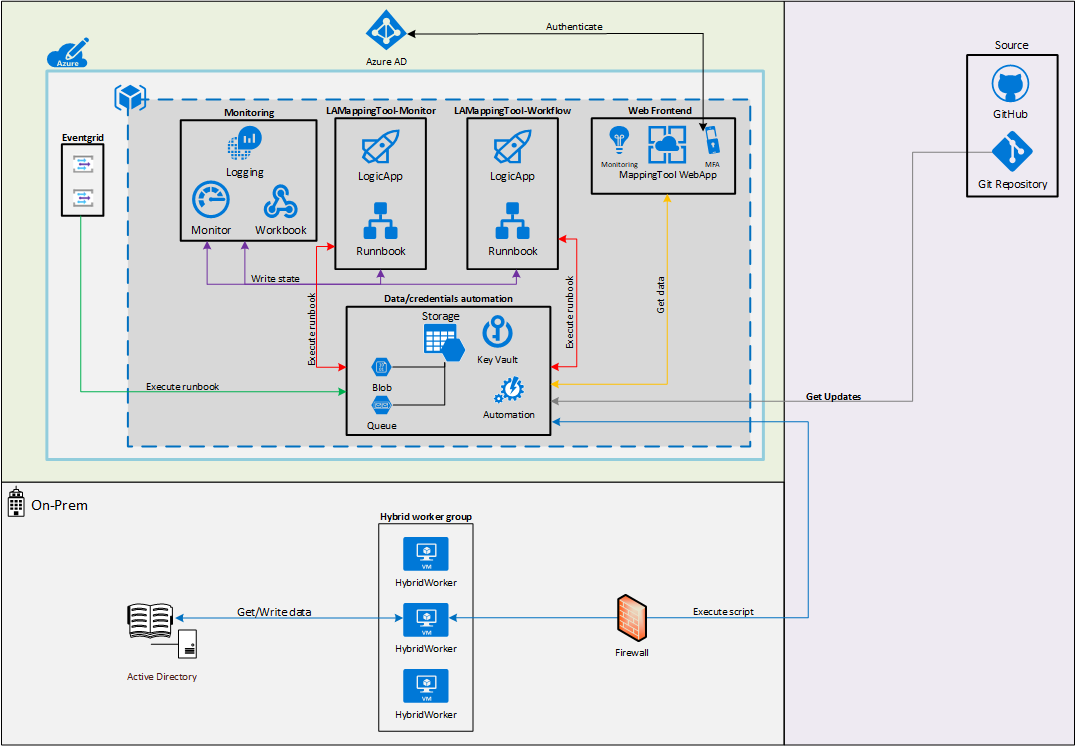 Authenticate
Azure
Azure AD
Source
GitHub
Git Repository
Eventgrid
Monitoring
Logging
Monitor
Workbook
LAMappingTool-Monitor
LogicApp
Runnbook
LAMappingTool-Workflow
LogicApp
Runnbook
Web Frontend
Monitoring
MFA
MappingTool WebApp
Write state
Execute runbook
Execute runbook
Get data
Data/credentials automation
Storage
Key Vault
Blob
Automation
Queue
Execute runbook
Get Updates
On-Prem
Hybrid worker group
VM
HybridWorker
VM
HybridWorker
VM
HybridWorker
Get/Write data
Execute script
Firewall
Active Directory